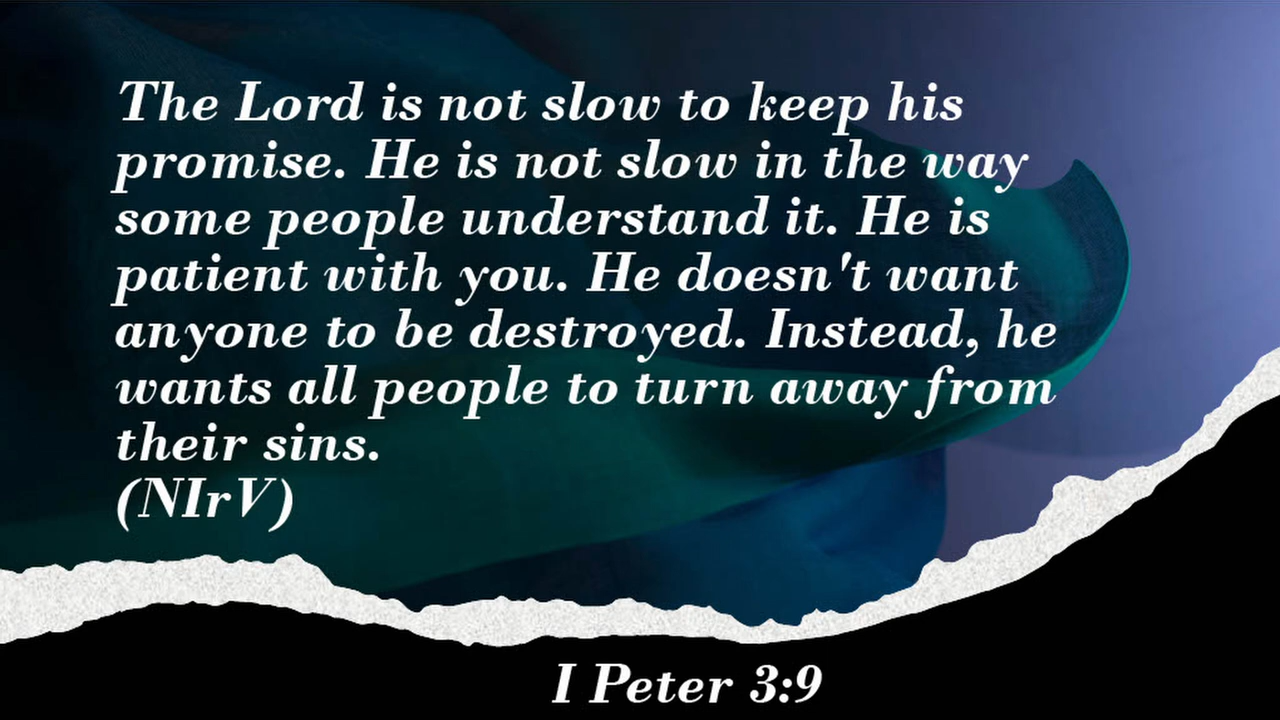 The Lord is not slow to keep his
promise. He is not slow in the way
some people understand it. He is
patient with you. He doesn't want
anyone to be destroyed. Instead, he
wants all people to turn away from
their sins.
(NIrV)
I Peter 3:9